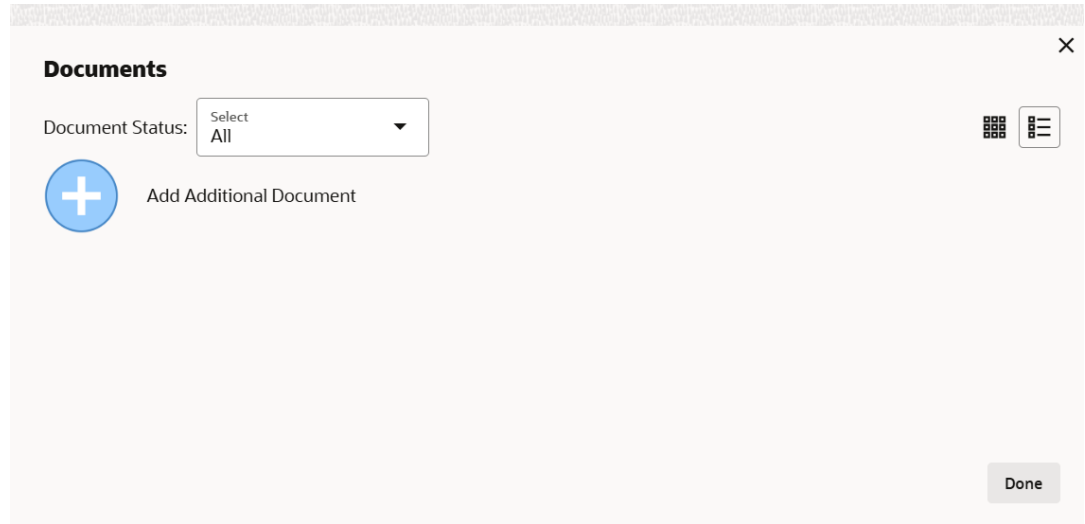 Documents
Document Status:
Select
All
Add Additional Document
Done